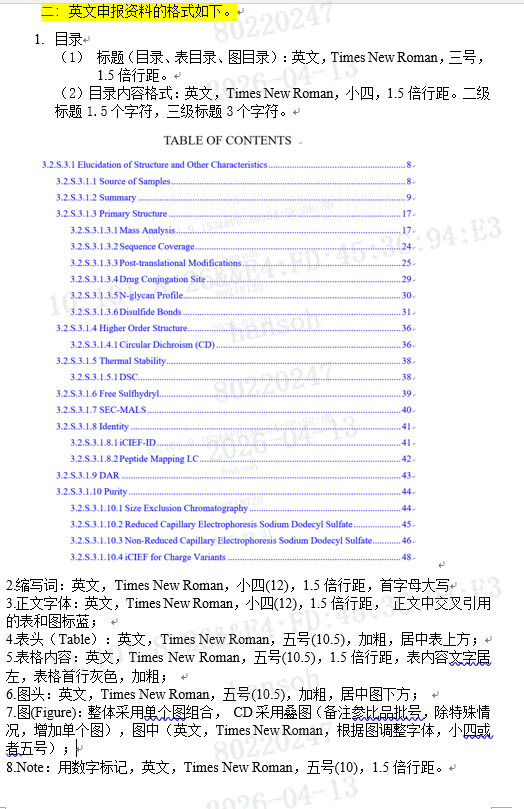 二：英文申报资料的格式如下。
1. 目录
（1） 标题（目录、表目录、图目录）：英文，Times New Roman，三号，
1.5 倍行距。
（2）目录内容格式：英文，Times New Roman，小四，1.5 倍行距。二级
标题 1.5 个字符，三级标题 3 个字符。
TABLE OF CONTENTS
3.2.S.3.1 Elucidation of Structure and Other Characteristics 8
3.2.S.3.1.1 Source of Samples 8
3.2.S.3.1.2 Summary 9
3.2.S.3.1.3 Primary Structure 17
3.2.S.3.1.3.1 Mass Analysis 17
3.2.S.3.1.3.2 Sequence Coverage 24
3.2.S.3.1.3.3 Post-translational Modifications 25
3.2.S.3.1.3.4 Drug Conjugation Site 29
3.2.S.3.1.3.5 N-glycan Profile 30
3.2.S.3.1.3.6 Disulfide Bonds 31
3.2.S.3.1.4 Higher Order Structure 36
3.2.S.3.1.4.1 Circular Dichroism (CD) 36
3.2.S.3.1.5 Thermal Stability 38
3.2.S.3.1.5.1 DSC 38
3.2.S.3.1.6 Free Sulfhydryl 39
3.2.S.3.1.7 SEC-MALS 40
3.2.S.3.1.8 Identity 41
3.2.S.3.1.8.1 iCIEF-ID 41
3.2.S.3.1.8.2 Peptide Mapping LC 42
3.2.S.3.1.9 DAR 43
3.2.S.3.1.10 Purity 44
3.2.S.3.1.10.1 Size Exclusion Chromatography 44
3.2.S.3.1.10.2 Reduced Capillary Electrophoresis Sodium Dodecyl Sulfate 45
3.2.S.3.1.10.3 Non-Reduced Capillary Electrophoresis Sodium Dodecyl Sulfate 46
3.2.S.3.1.10.4 iCIEF for Charge Variants 48
2.缩写词：英文，Times New Roman，小四(12)，1.5 倍行距，首字母大写
3.正文字体：英文，Times New Roman，小四(12)，1.5 倍行距， 正文中交叉引用
的表和图标蓝；
4.表头（Table）：英文，Times New Roman，五号(10.5)，加粗，居中表上方；
5.表格内容：英文，Times New Roman，五号(10.5)，1.5 倍行距，表内容文字居
左，表格首行灰色，加粗；
6.图头：英文，Times New Roman，五号(10.5)，加粗，居中图下方；
7.图(Figure)：整体采用单个图组合， CD 采用叠图（备注参比品批号，除特殊情
况，增加单个图），图中（英文，Times New Roman，根据图调整字体，小四或
者五号）；
8.Note：用数字标记，英文，Times New Roman，五号(10)，1.5 倍行距。
80220247
2026-04-13
hansoh
80220247
2026-04-13
hansoh
80220247
2026-04-13